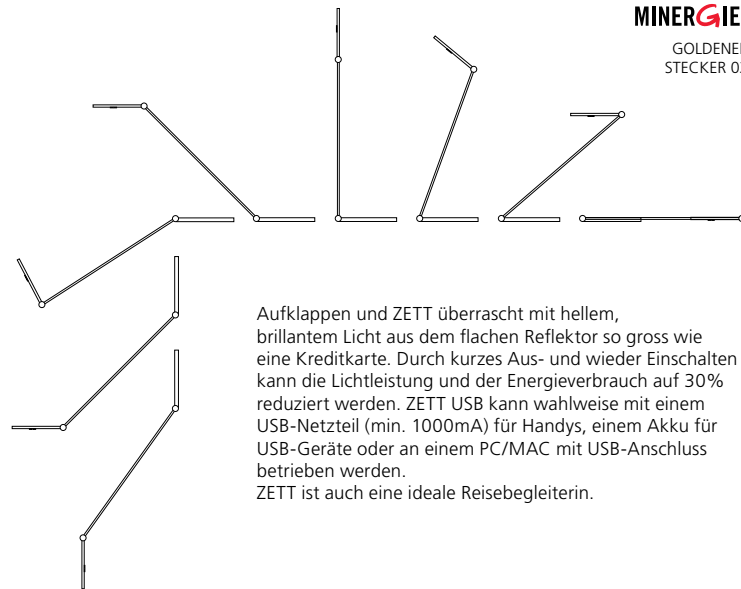 MINERGIE
GOLDENE
STECKER 0
Aufklappen und ZETT überrascht mit hellem,
brillantem Licht aus dem flachen Reflektor so gross wie
eine Kreditkarte. Durch kurzes Aus- und wieder Einschalten
kann die Lichtleistung und der Energieverbrauch auf 30%
reduziert werden. ZETT USB kann wahlweise mit einem
USB-Netzteil (min. 1000mA) für Handys, einem Akku für
USB-Geräte oder an einem PC/MAC mit USB-Anschluss
betrieben werden.
ZETT ist auch eine ideale Reisebegleiterin.